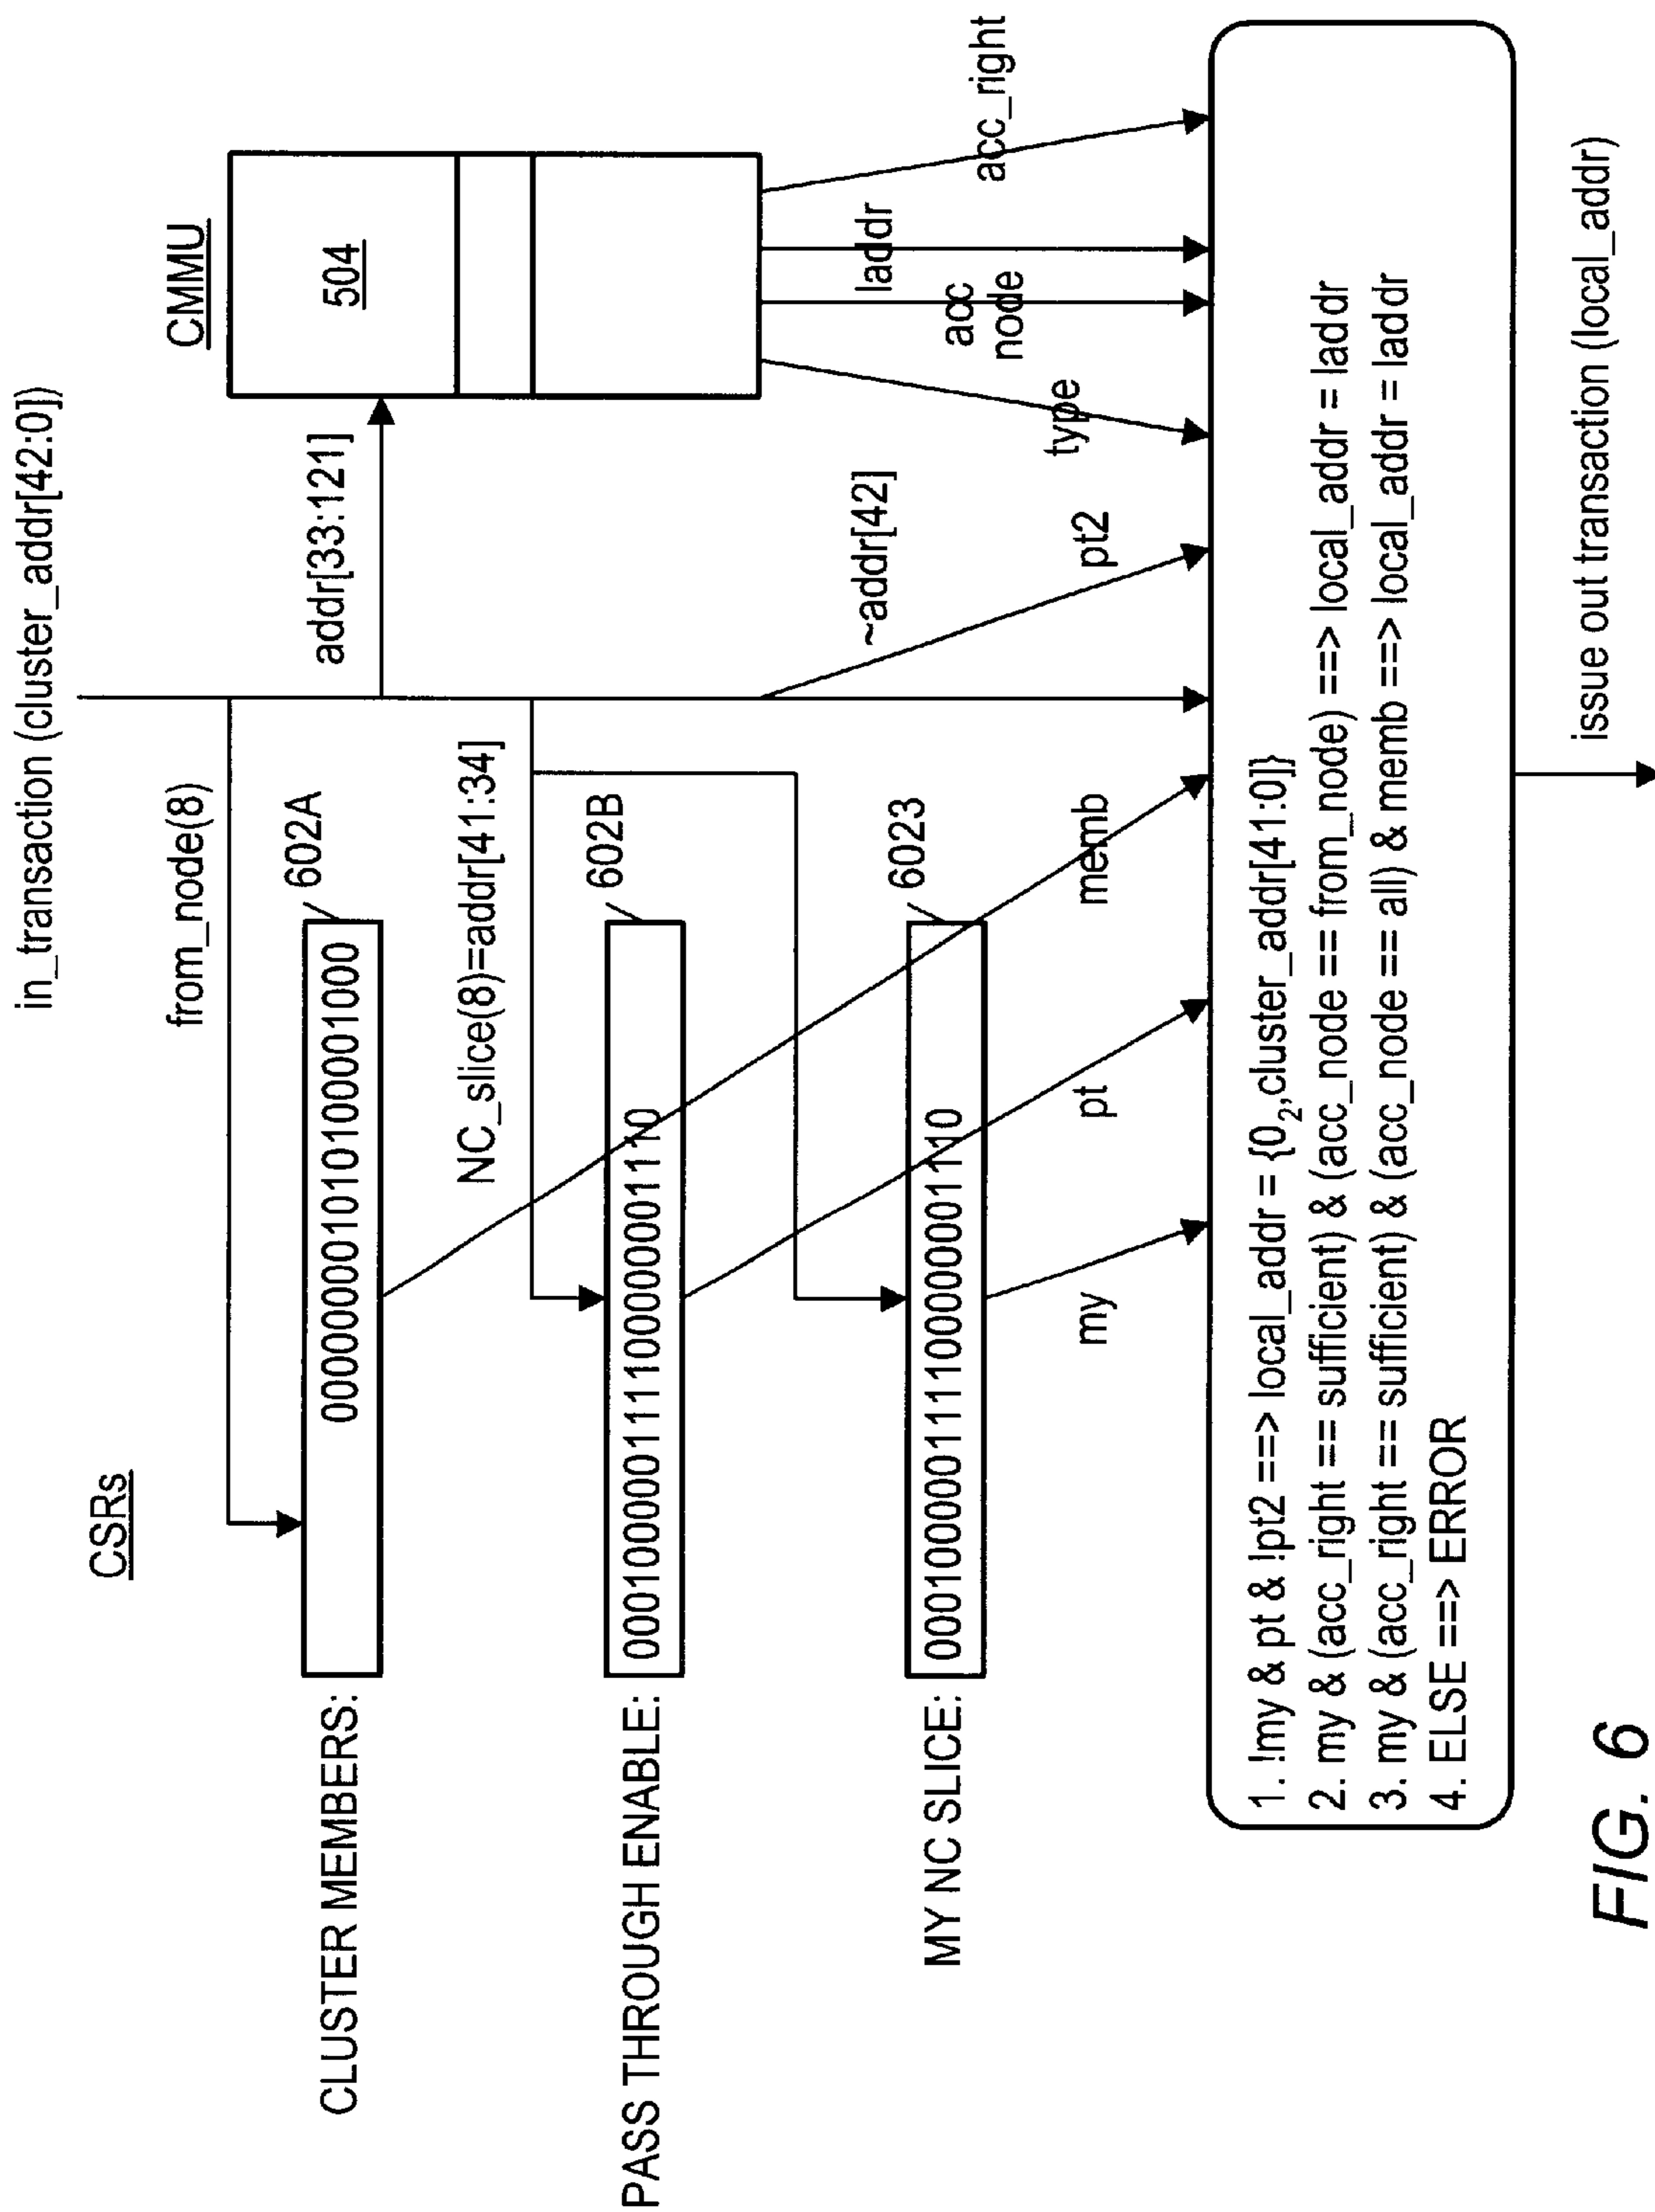 in_transaction (cluster_addr[42:0])
CSRs
from_node(8)
CMMU
CLUSTER MEMBERS:
00000001010100001000
602A
addr[33:121]
504
NC_slice(8)=addr[41:34]
PASS THROUGH ENABLE:
00010000011110000001110
602B
MY NC SLICE:
00010000011110000001110
6023
~addr[42]
laddr
my
pt
memb
pt2
type
acc
node
acc_right
1. !my & pt & !pt2 ==> local_addr = {0₂,cluster_addr[41:0]}
2. my & (acc_right == sufficient) & (acc_node == from_node) ==> local_addr = laddr
3. my & (acc_right == sufficient) & (acc_node == all) & memb ==> local_addr = laddr
4. ELSE ==> ERROR
issue out transaction (local_addr)
FIG. 6